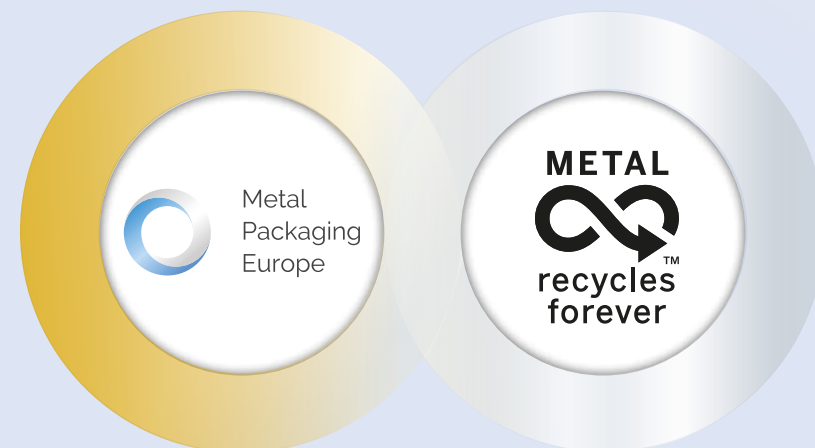 Metal
Packaging
Europe
METAL
™
recycles
forever